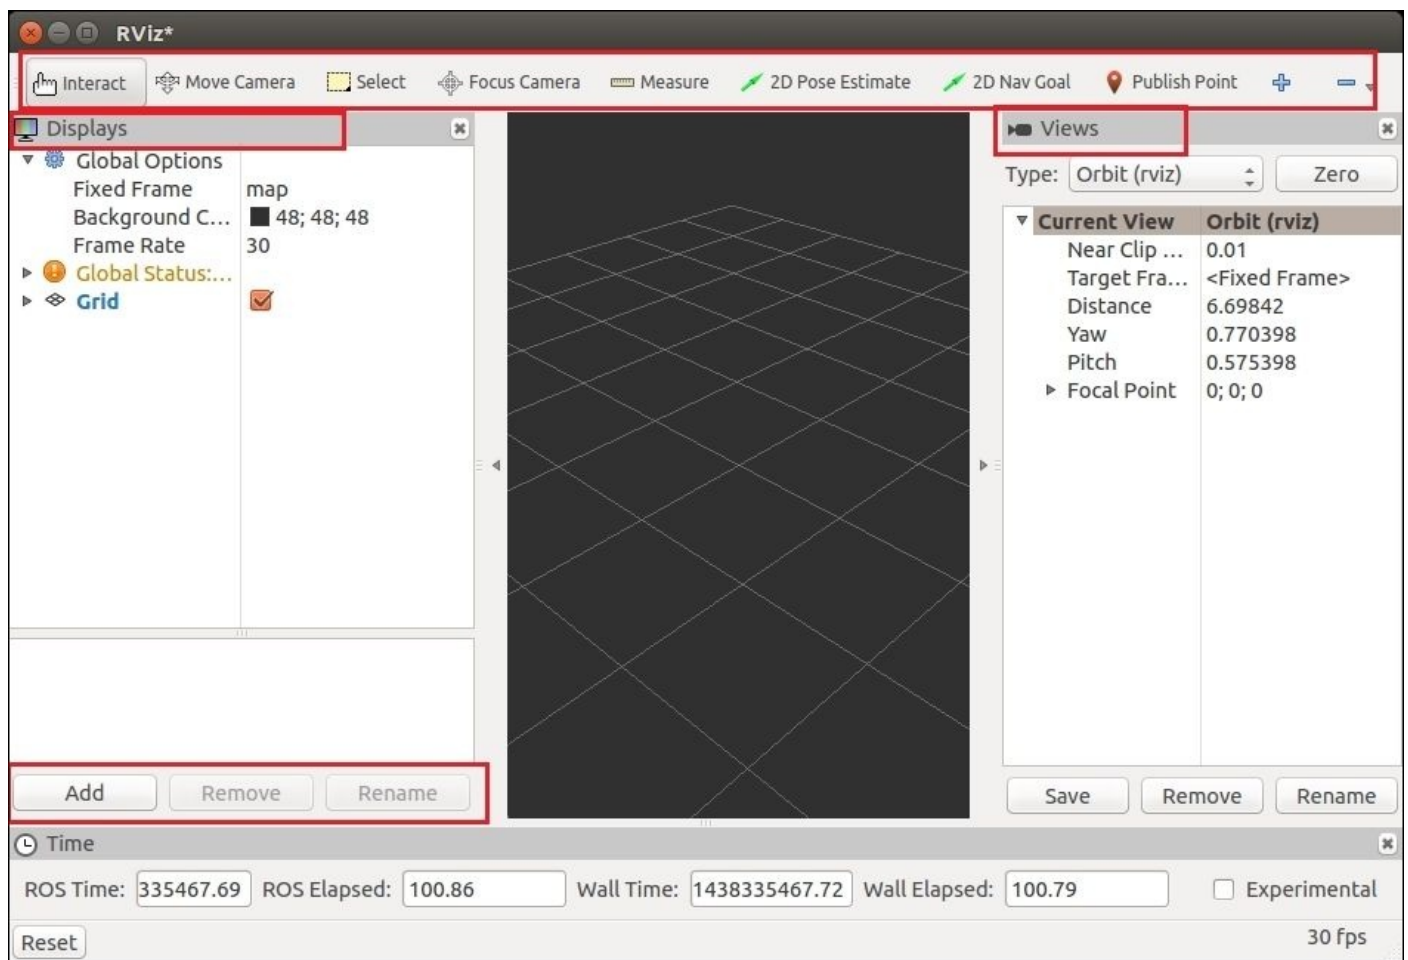 RViz*
Interact Move Camera Select Focus Camera Measure 2D Pose Estimate 2D Nav Goal Publish Point
Displays
Global Options
Fixed Frame map
Background C... 48; 48; 48
Frame Rate 30
Global Status:...
Grid
Add Remove Rename
Views
Type: Orbit (rviz) Zero
Current View Orbit (rviz)
Near Clip ... 0.01
Target Fra... <Fixed Frame>
Distance 6.69842
Yaw 0.770398
Pitch 0.575398
Focal Point 0; 0; 0
Save Remove Rename
Time
ROS Time: 335467.69 ROS Elapsed: 100.86 Wall Time: 1438335467.72 Wall Elapsed: 100.79 Experimental
Reset 30 fps